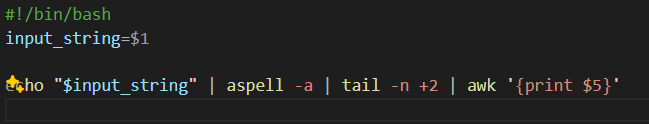 #!/bin/bash
input_string=$1
echo "$input_string" | aspell -a | tail -n +2 | awk '{print $5}'